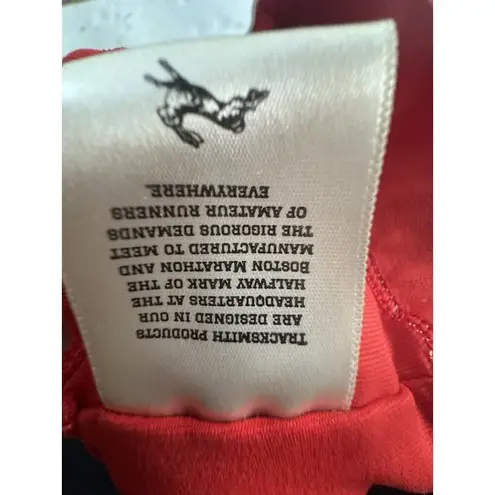 TRACKSMITH PRODUCTS
ARE DESIGNED IN OUR
HEADQUARTERS AT THE
HALFWAY MARK OF THE
BOSTON MARATHON AND
MANUFACTURED TO MEET
THE RIGOROUS DEMANDS
OF AMATEUR RUNNERS
EVERYWHERE.